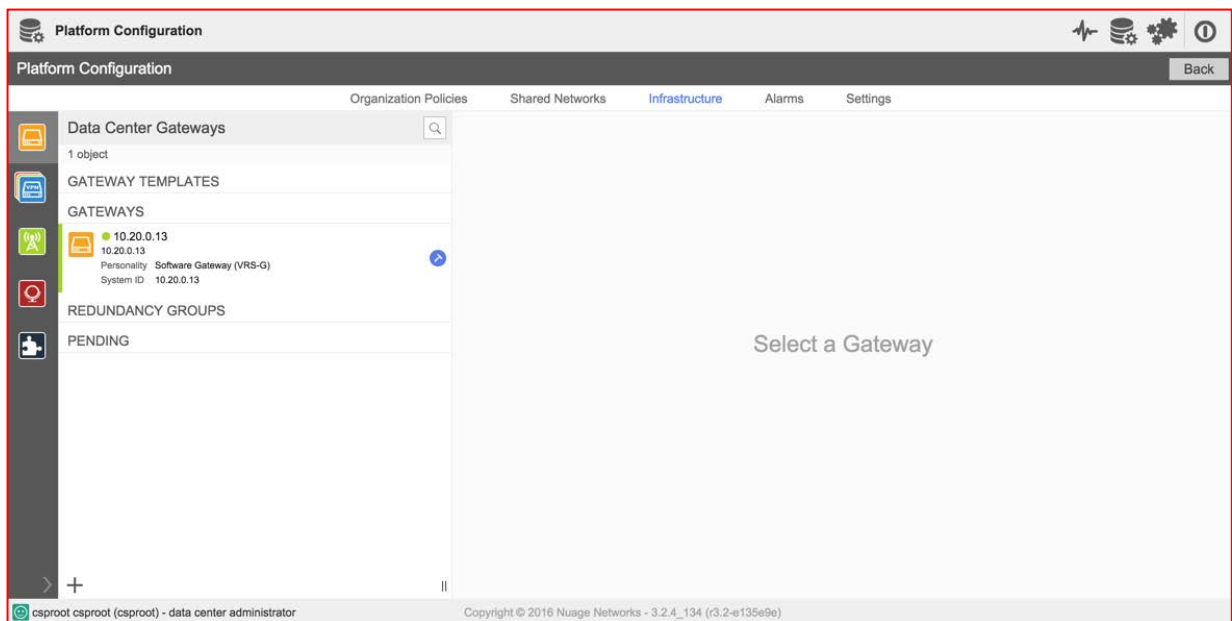 Platform Configuration
Platform Configuration
Back
Organization Policies Shared Networks Infrastructure Alarms Settings
Data Center Gateways
1 object
GATEWAY TEMPLATES
GATEWAYS
10.20.0.13
10.20.0.13
Personality Software Gateway (VRS-G)
System ID 10.20.0.13
REDUNDANCY GROUPS
PENDING
Select a Gateway
VPN
csproot csproot (csproot) - data center administrator
Copyright © 2016 Nuage Networks - 3.2.4_134 (r3.2-e135e9e)